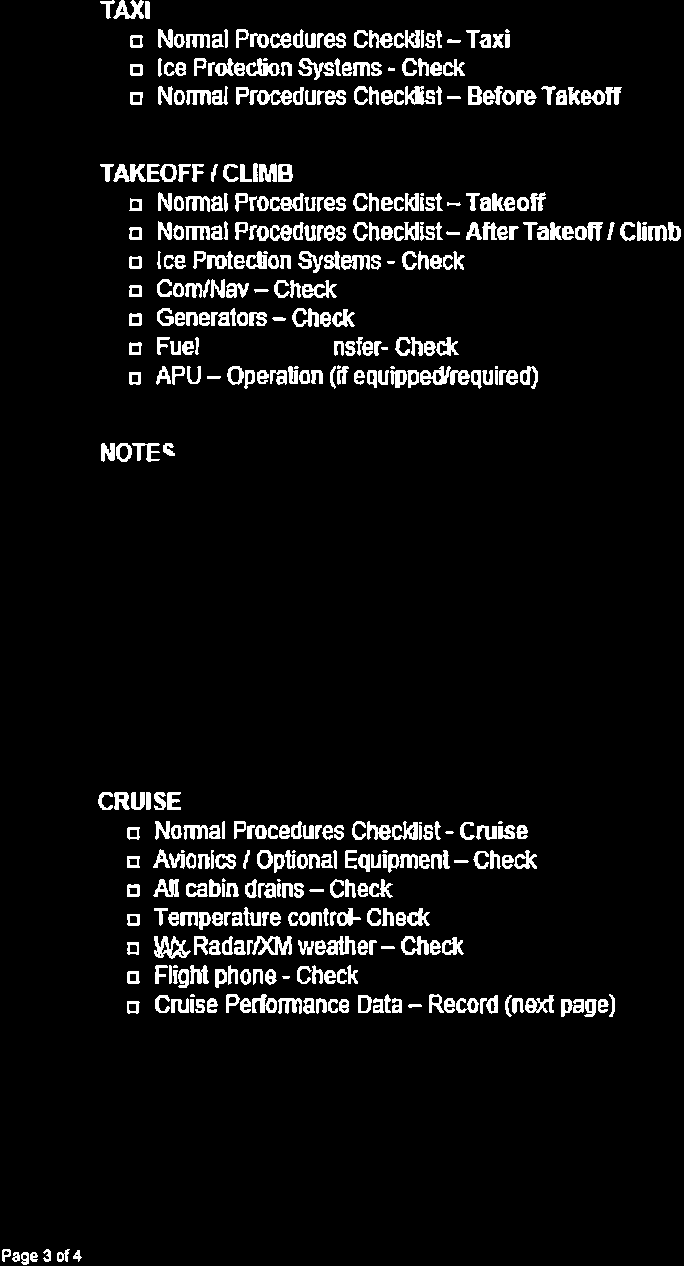 TAXI
□ Normal Procedures Checklist – Taxi
□ Ice Protection Systems - Check
□ Normal Procedures Checklist – Before Takeoff
TAKEOFF / CLIMB
□ Normal Procedures Checklist – Takeoff
□ Normal Procedures Checklist – After Takeoff / Climb
□ Ice Protection Systems - Check
□ Com/Nav – Check
□ Generators – Check
□ Fuel nsfer- Check
□ APU – Operation (if equipped/required)
NOTES
CRUISE
□ Normal Procedures Checklist - Cruise
□ Avionics / Optional Equipment – Check
□ All cabin drains – Check
□ Temperature control- Check
□ Wx Radar/XM weather – Check
□ Flight phone - Check
□ Cruise Performance Data – Record (next page)
Page 3 of 4